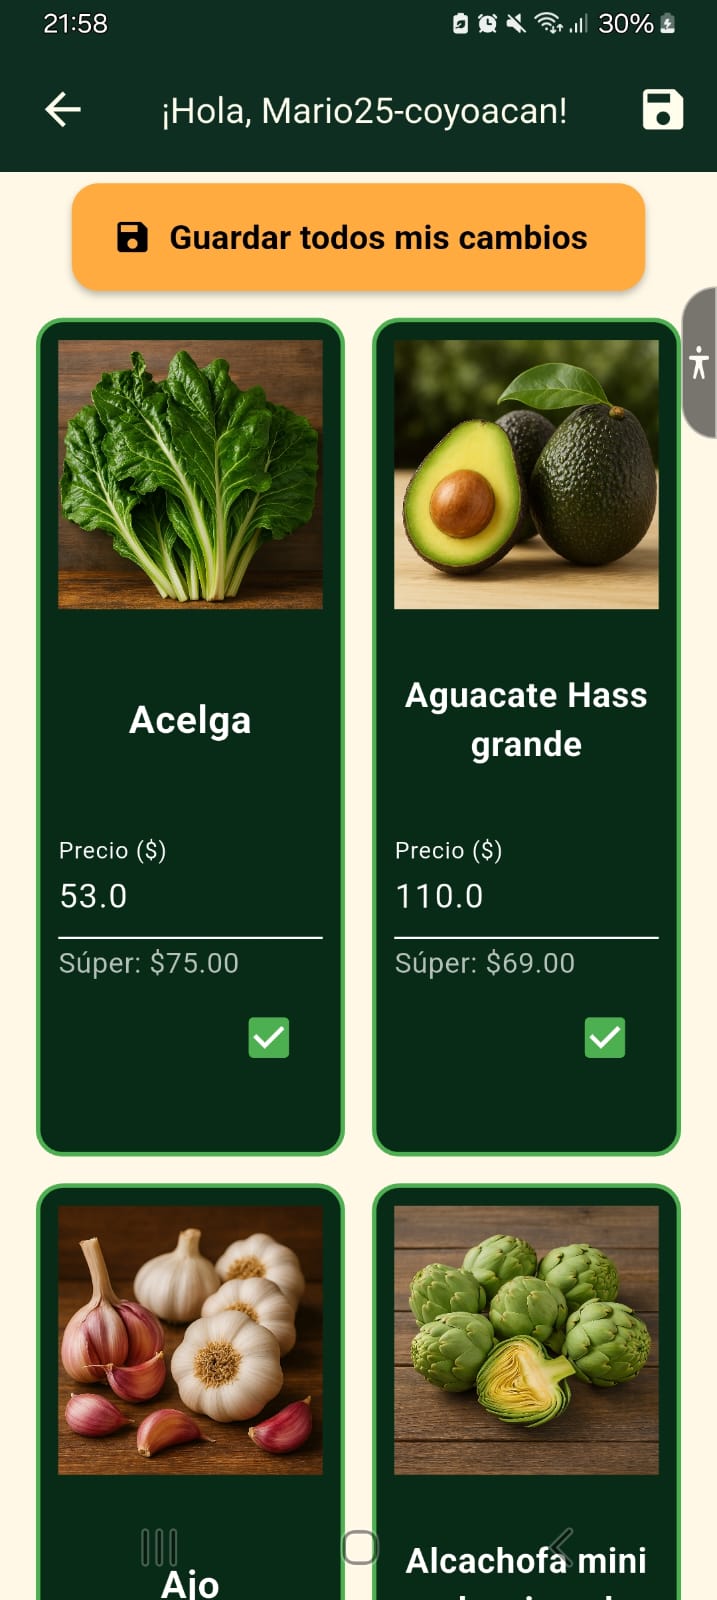 21:58
30%
¡Hola, Mario25-coyoacan!
Guardar todos mis cambios
Acelga
Precio ($)
53.0
Súper: $75.00
Aguacate Hass
grande
Precio ($)
110.0
Súper: $69.00
Ajo
Alcachofa mini